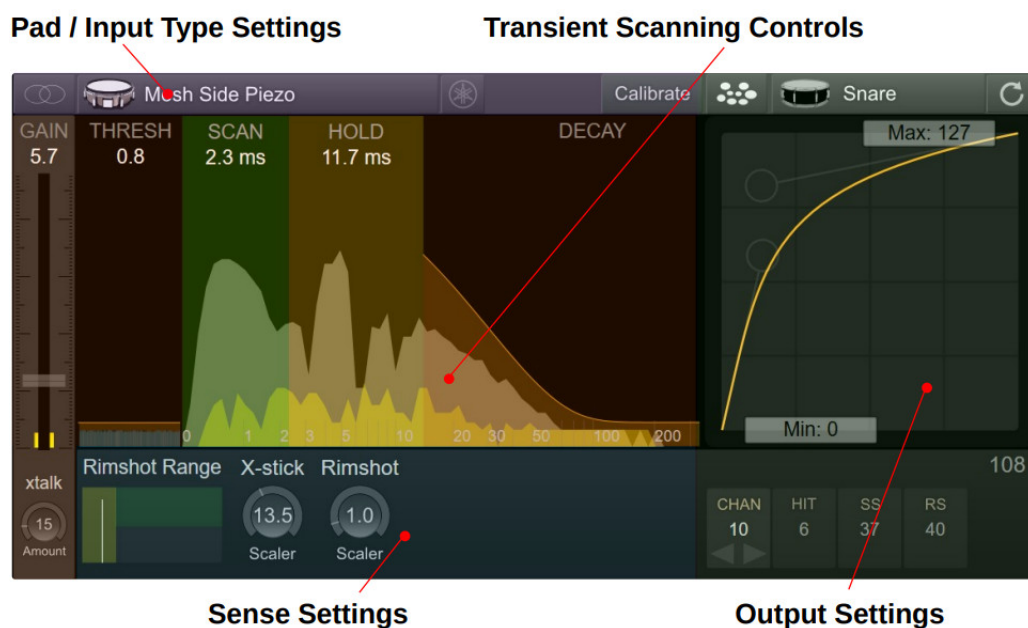 Pad / Input Type Settings
Transient Scanning Controls
Mesh Side Piezo
Calibrate
Snare
GAIN
5.7
THRESH
0.8
SCAN
2.3 ms
HOLD
11.7 ms
DECAY
Max: 127
0 1 2 3 5 10 20 30 50 100 200
Min: 0
xtalk
15
Amount
Rimshot Range
X-stick
13.5
Scaler
Rimshot
1.0
Scaler
108
CHAN HIT SS RS
10 6 37 40
Sense Settings
Output Settings